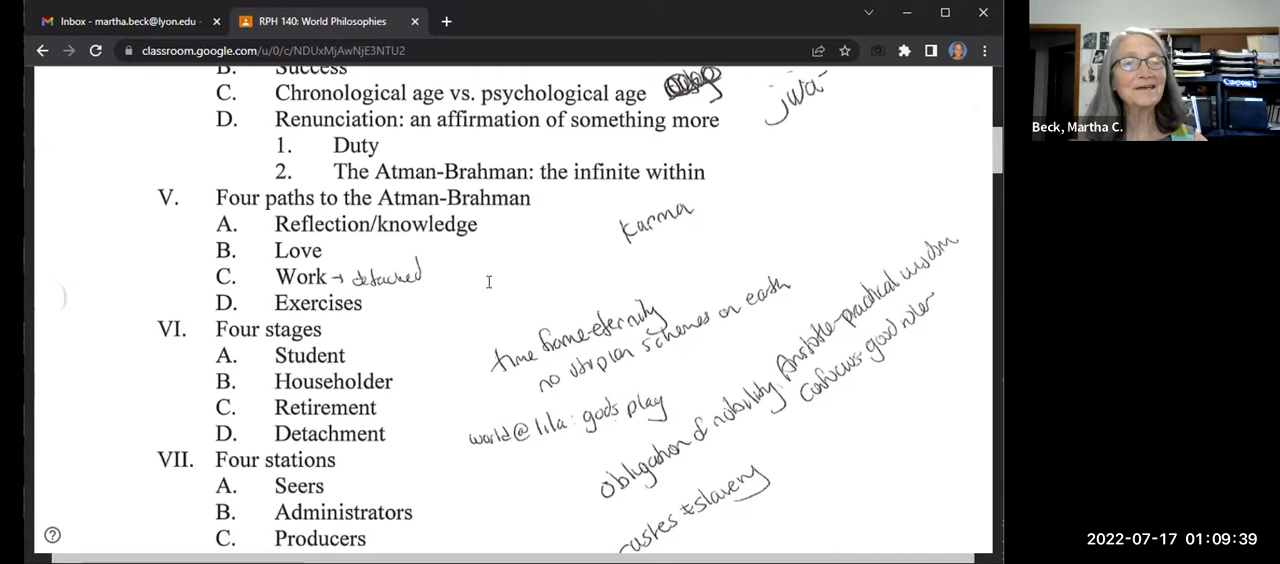 Inbox - martha.beck@lyon.edu -
RPH 140: World Philosophies
classroom.google.com/u/0/c/NDUxMjAwNjE3NTU2
B. Success
C. Chronological age vs. psychological age
jiva
D. Renunciation: an affirmation of something more
1. Duty
2. The Atman-Brahman: the infinite within
V. Four paths to the Atman-Brahman
A. Reflection/knowledge
karma
B. Love
C. Work → detached
D. Exercises
time frame-eternity
no utopian schemes on earth
VI. Four stages
A. Student
B. Householder
C. Retirement
D. Detachment
world @ lila: gods play
obligation of nobility. Aristotle-practical wisdom
Confucius-good ruler
VII. Four stations
A. Seers
B. Administrators
C. Producers
castes ≠ slavery
Beck, Martha C.
2022-07-17 01:09:39